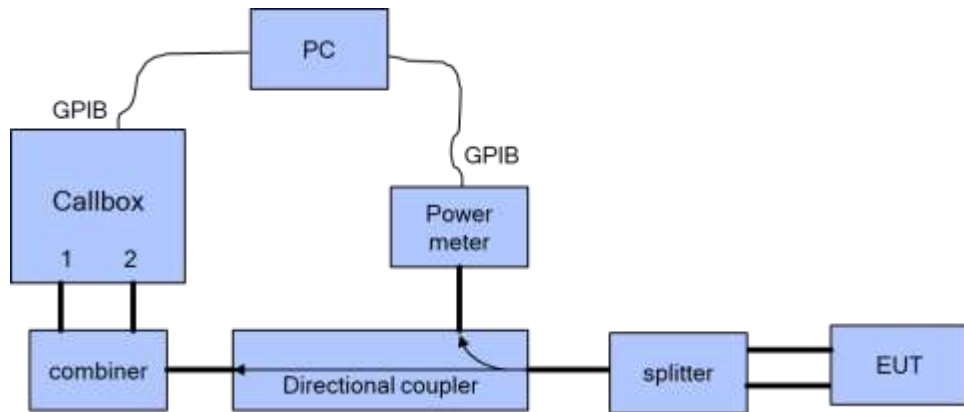 PC
GPIB
GPIB
Callbox
1 2
Power
meter
combiner
Directional coupler
splitter
EUT